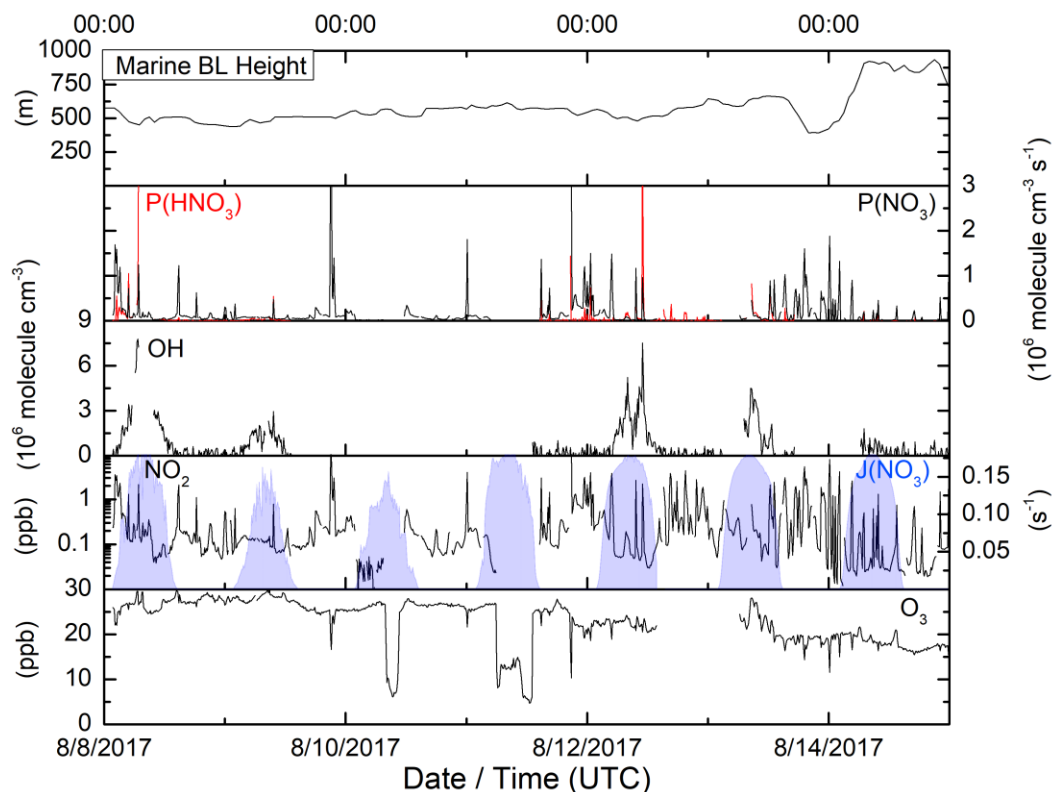 00:00 00:00 00:00 00:00
1000
750
500
250
(m)
Marine BL Height
P(HNO₃)
P(NO₃)
3
2
1
0
(10⁶ molecule cm⁻³ s⁻¹)
9
6
3
0
(10⁶ molecule cm⁻³)
OH
NO₂
J(NO₃)
1
0.1
(ppb)
0.15
0.10
0.05
(s⁻¹)
30
20
10
0
(ppb)
O₃
8/8/2017 8/10/2017 8/12/2017 8/14/2017
Date / Time (UTC)